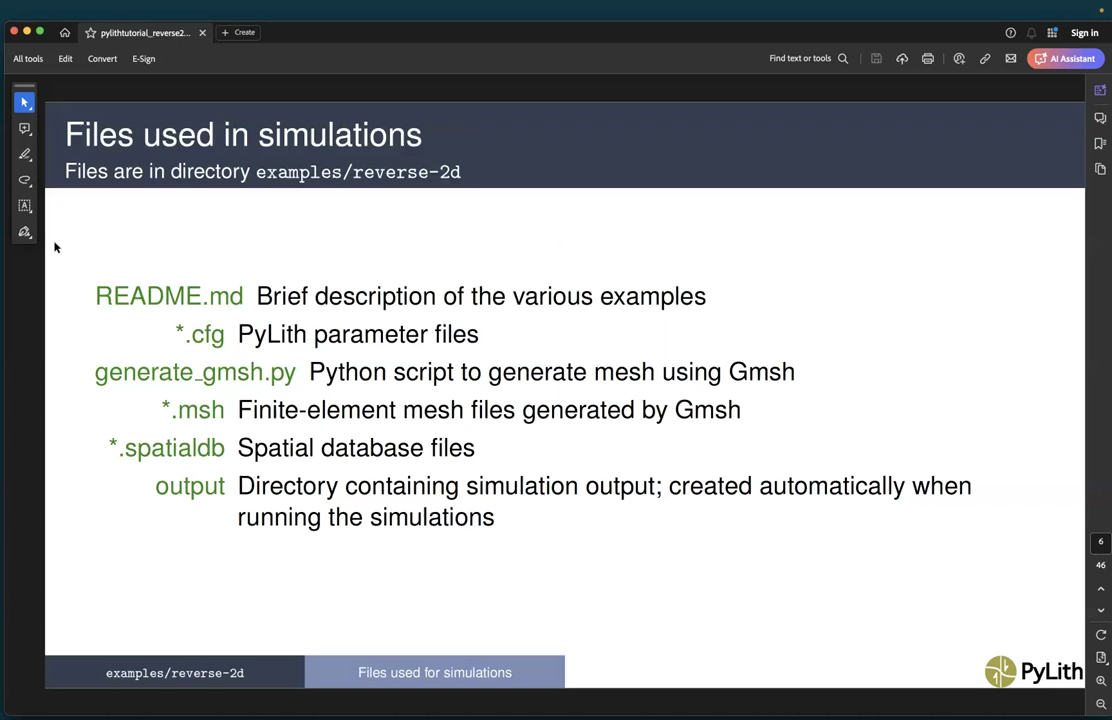 pylithtutorial_reverse2...
Create
Sign in
All tools
Edit
Convert
E-Sign
Find text or tools
AI Assistant
Files used in simulations
Files are in directory examples/reverse-2d
README.md Brief description of the various examples
*.cfg PyLith parameter files
generate_gmsh.py Python script to generate mesh using Gmsh
*.msh Finite-element mesh files generated by Gmsh
*.spatialdb Spatial database files
output Directory containing simulation output; created automatically when
running the simulations
6
46
examples/reverse-2d
Files used for simulations
PyLith